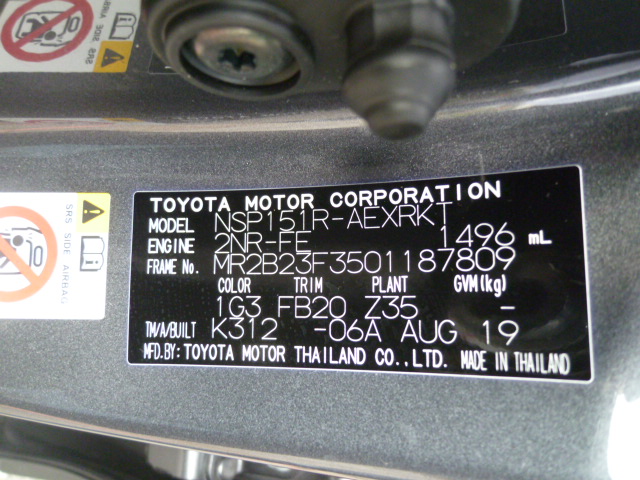 SRS SIDE AIRBAG
TOYOTA MOTOR CORPORATION
MODEL NSP151R-AEXRKT
ENGINE 2NR-FE 1496 mL
FRAME No. MR2B23F3501187809
COLOR TRIM PLANT GVM(kg)
1G3 FB20 Z35 -
TM/A/BUILT K312 -06A AUG 19
MFG.BY: TOYOTA MOTOR THAILAND CO.,LTD. MADE IN THAILAND